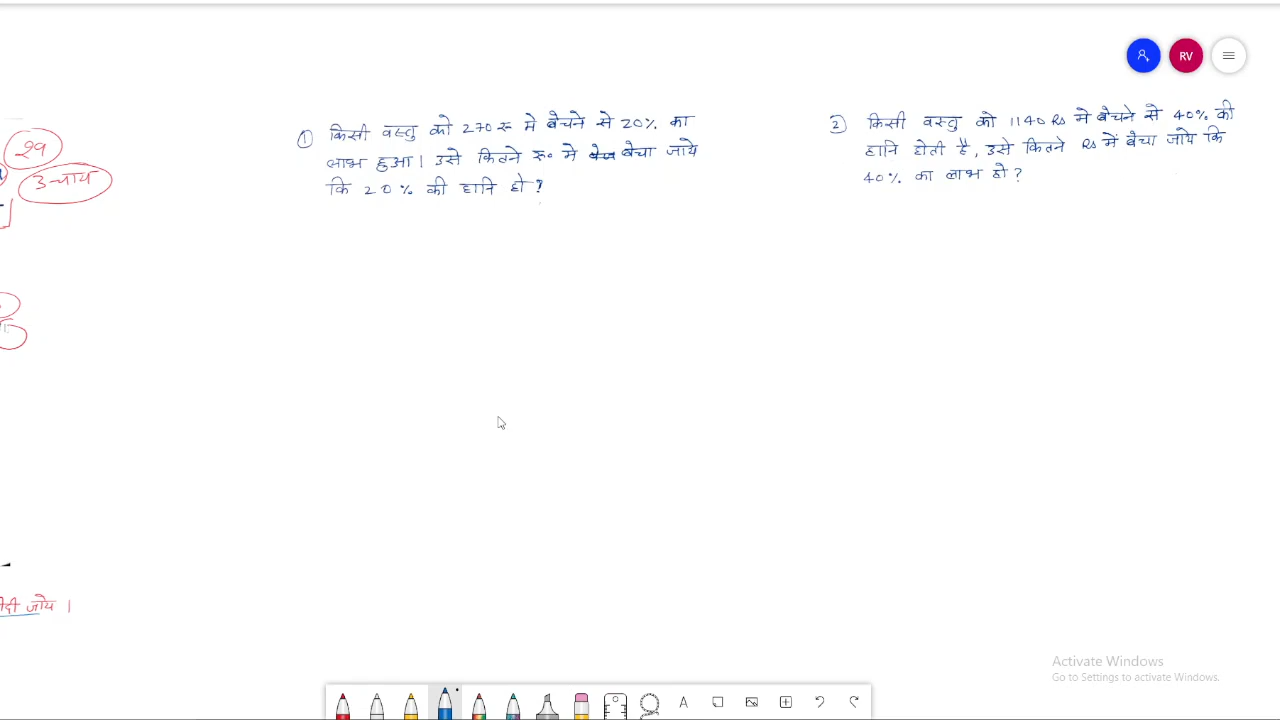 RV
29
3-चाय
① किसी वस्तु को 270 रू मे बेचने से 20% का
लाभ हुआ। उसे कितने रू० मे बेचा जाये
कि 20% की हानि हो ?
② किसी वस्तु को 1140 Rs मे बेचने से 40% की
हानि होती है, उसे कितने Rs में बेचा जाये कि
40% का लाभ हो ?
जाये ।
Activate Windows
Go to Settings to activate Windows.
A